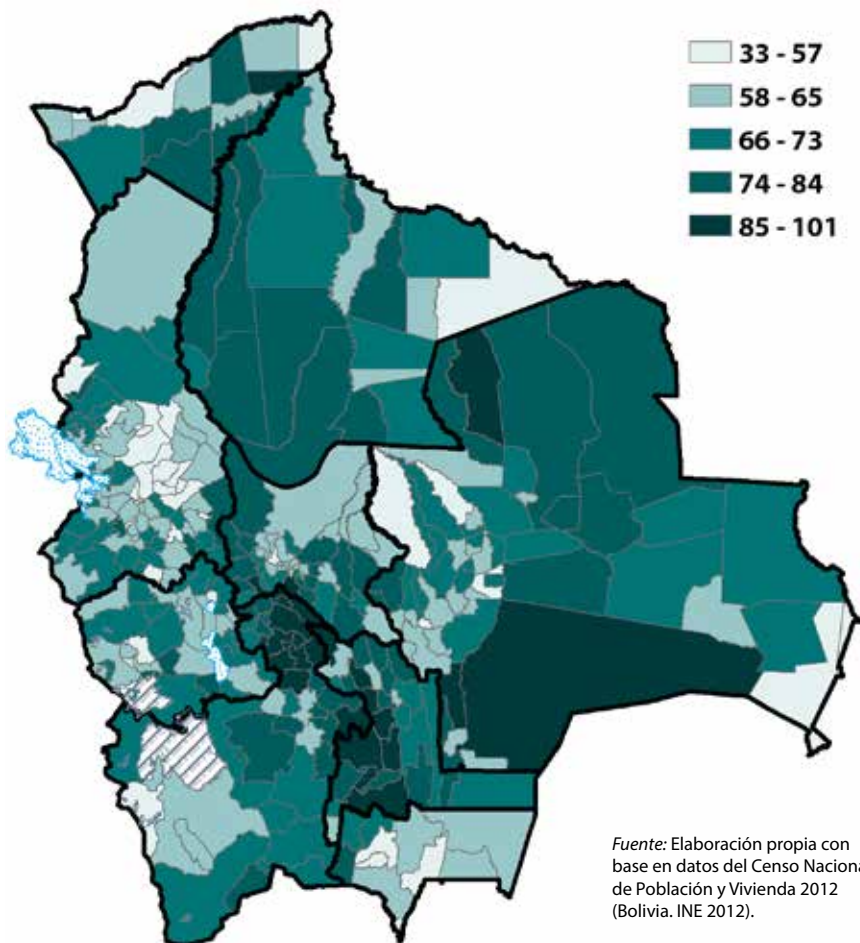 33 - 57
58 - 65
66 - 73
74 - 84
85 - 101
Fuente: Elaboración propia con
base en datos del Censo Naciona
de Población y Vivienda 2012
(Bolivia. INE 2012).